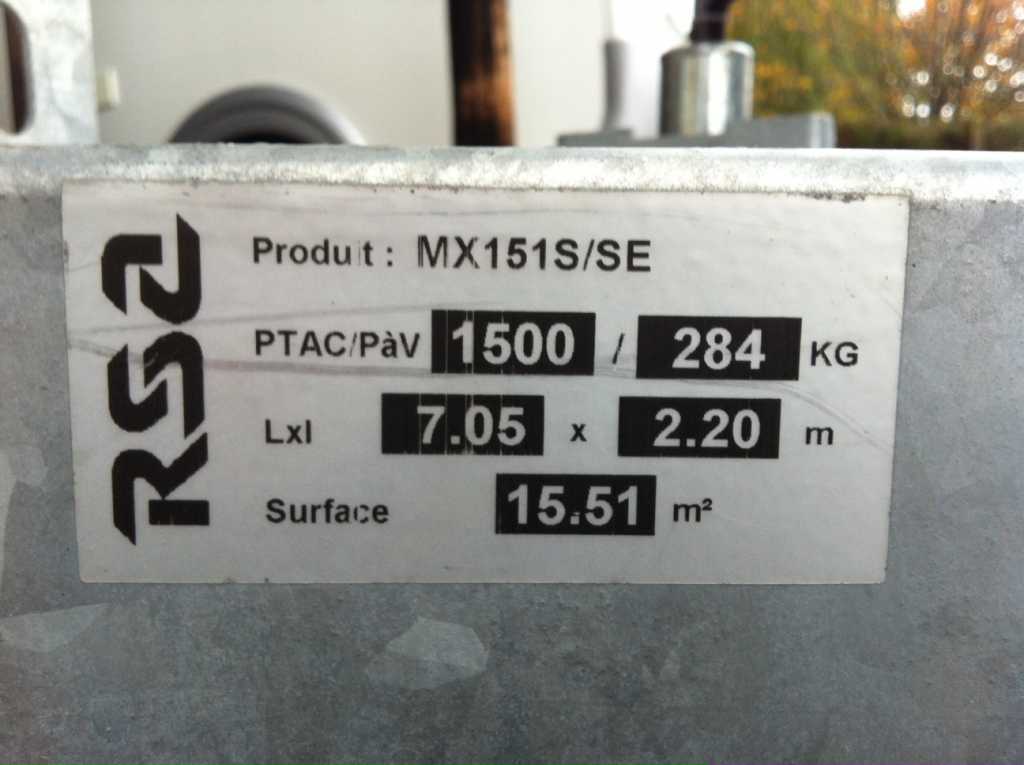 RSA
Produit : MX151S/SE
PTAC/PàV 1500 / 284 KG
Lxl 7.05 x 2.20 m
Surface 15.51 m²